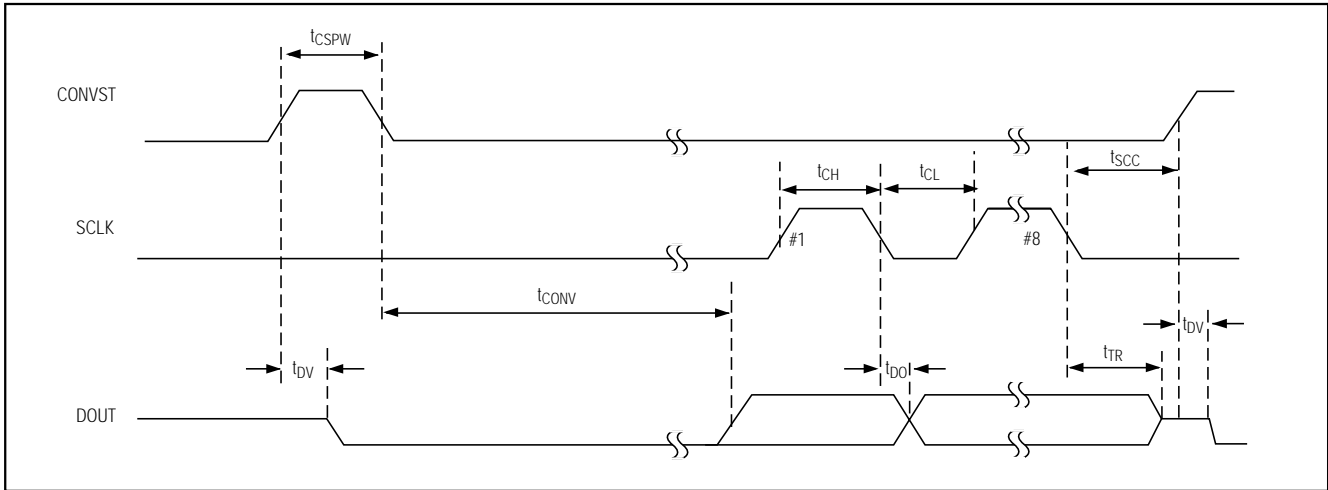 tCSPW
CONVST
tSCC
tCH
tCL
SCLK
#1
#8
tCONV
tDV
tDV
tDO
tTR
DOUT